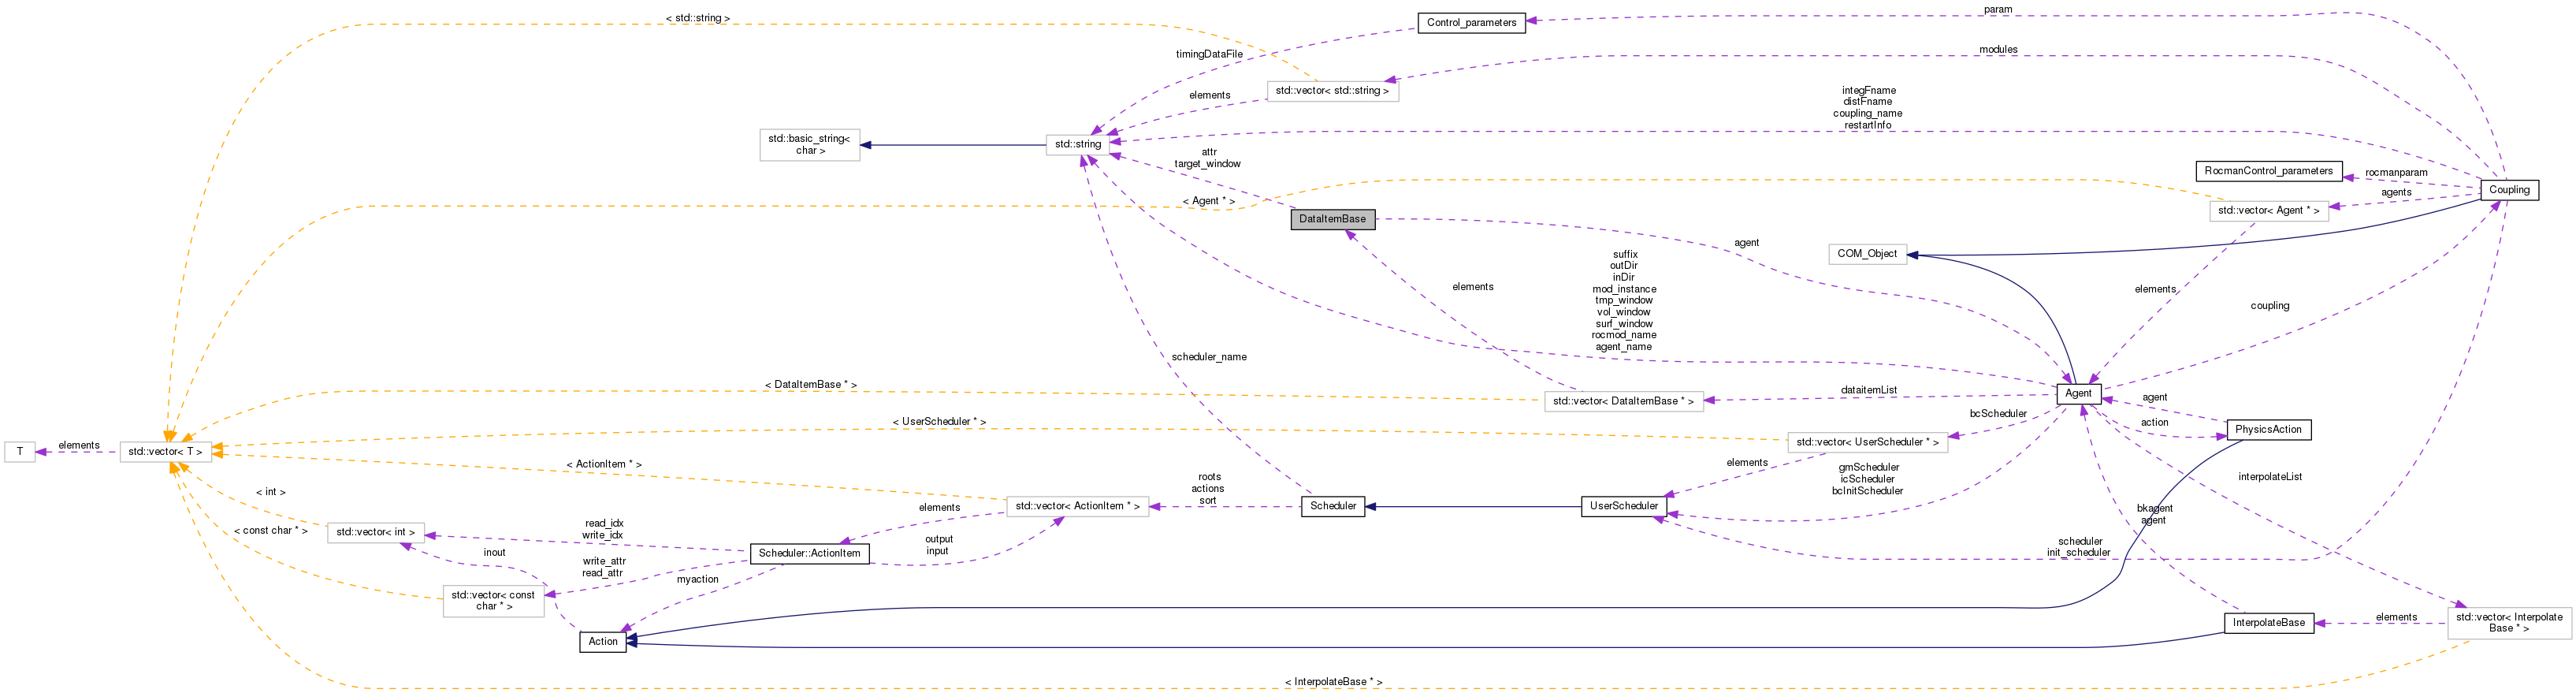 param
< std::string >
Control_parameters
modules
timingDataFile
std::vector< std::string >
elements
integFname
distFname
coupling_name
restartInfo
std::basic_string<
char >
std::string
attr
target_window
RocmanControl_parameters
rocmanparam
agents
Coupling
< Agent * >
std::vector< Agent * >
DataItemBase
agent
COM_Object
suffix
outDir
inDir
mod_instance
tmp_window
vol_window
surf_window
rocmod_name
agent_name
elements
elements
coupling
scheduler_name
< DataItemBase * >
std::vector< DataItemBase * >
dataitemList
Agent
agent
bcScheduler
action
PhysicsAction
< UserScheduler * >
std::vector< UserScheduler * >
T
elements
std::vector< T >
< ActionItem * >
elements
gmScheduler
icScheduler
bcInitScheduler
interpolateList
roots
actions
sort
< int >
std::vector< ActionItem * >
Scheduler
UserScheduler
elements
bkagent
agent
read_idx
write_idx
< const char * >
std::vector< int >
output
input
scheduler
init_scheduler
inout
Scheduler::ActionItem
write_attr
read_attr
myaction
std::vector< const
char * >
Action
InterpolateBase
elements
std::vector< Interpolate
Base * >
< InterpolateBase * >